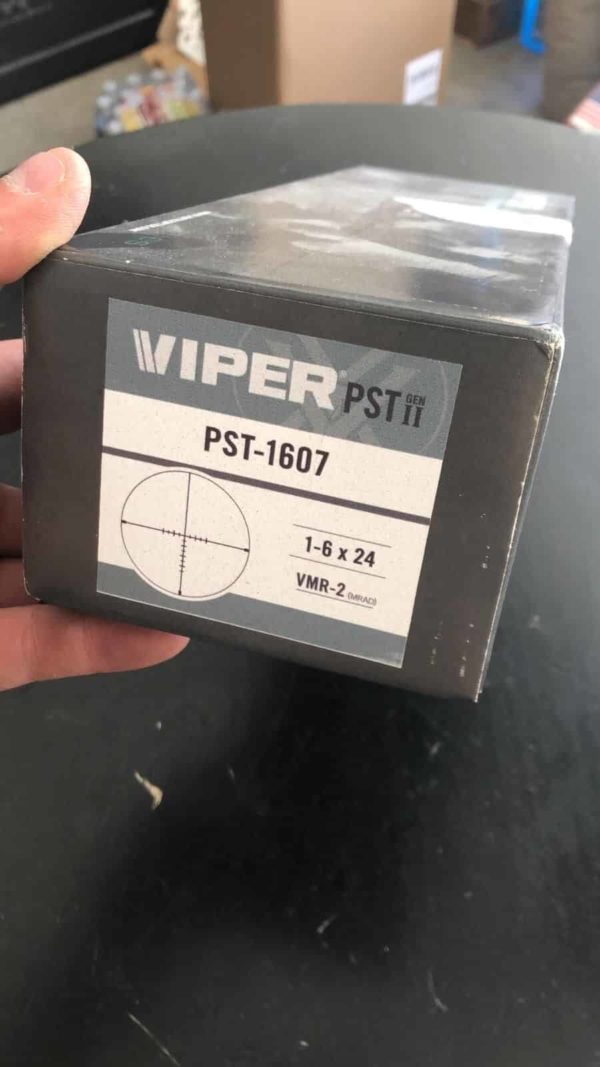 VIPER® PST GEN II
PST-1607
1-6 x 24
VMR-2 (MRAD)